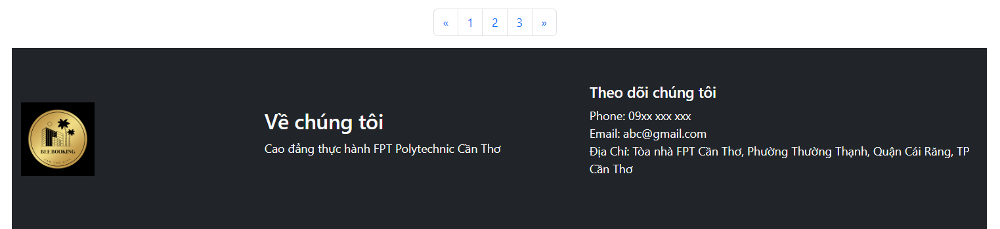 « 1 2 3 »
BEE BOOKING
Về chúng tôi
Cao đẳng thực hành FPT Polytechnic Cần Thơ
Theo dõi chúng tôi
Phone: 09xx xxx xxx
Email: abc@gmail.com
Địa Chỉ: Tòa nhà FPT Cần Thơ, Phường Thường Thạnh, Quận Cái Răng, TP
Cần Thơ